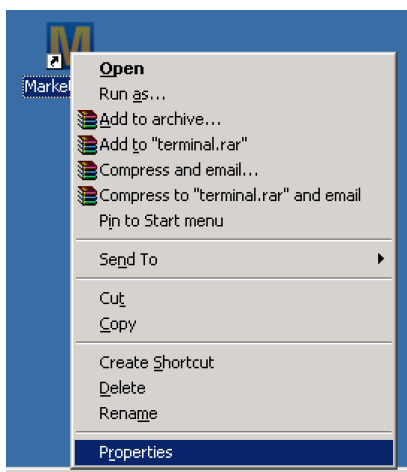 M
Marke
Open
Run as...
Add to archive...
Add to "terminal.rar"
Compress and email...
Compress to "terminal.rar" and email
Pin to Start menu
Send To
Cut
Copy
Create Shortcut
Delete
Rename
Properties